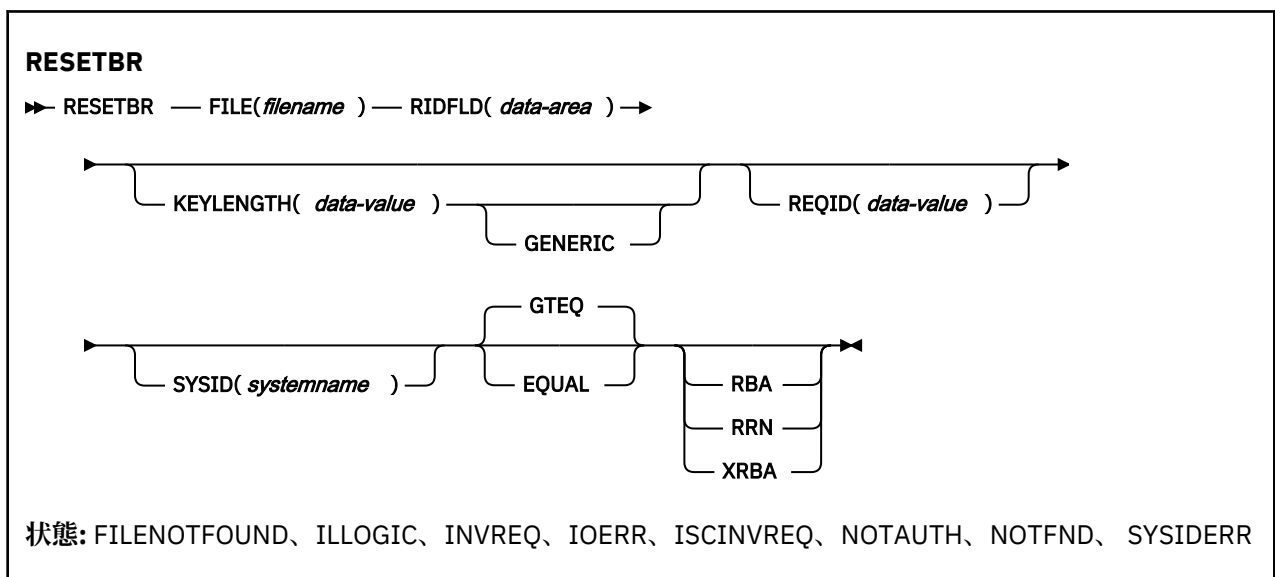 RESETBR
RESETBR FILE(filename ) RIDFLD( data-area )
KEYLENGTH( data-value ) REQID( data-value )
GENERIC
GTEQ
SYSID( systemname ) EQUAL RBA
RRN
XRBA
状態: FILENOTFOUND、ILLOGIC、INVREQ、IOERR、ISCINVREQ、NOTAUTH、NOTFND、 SYSIDERR